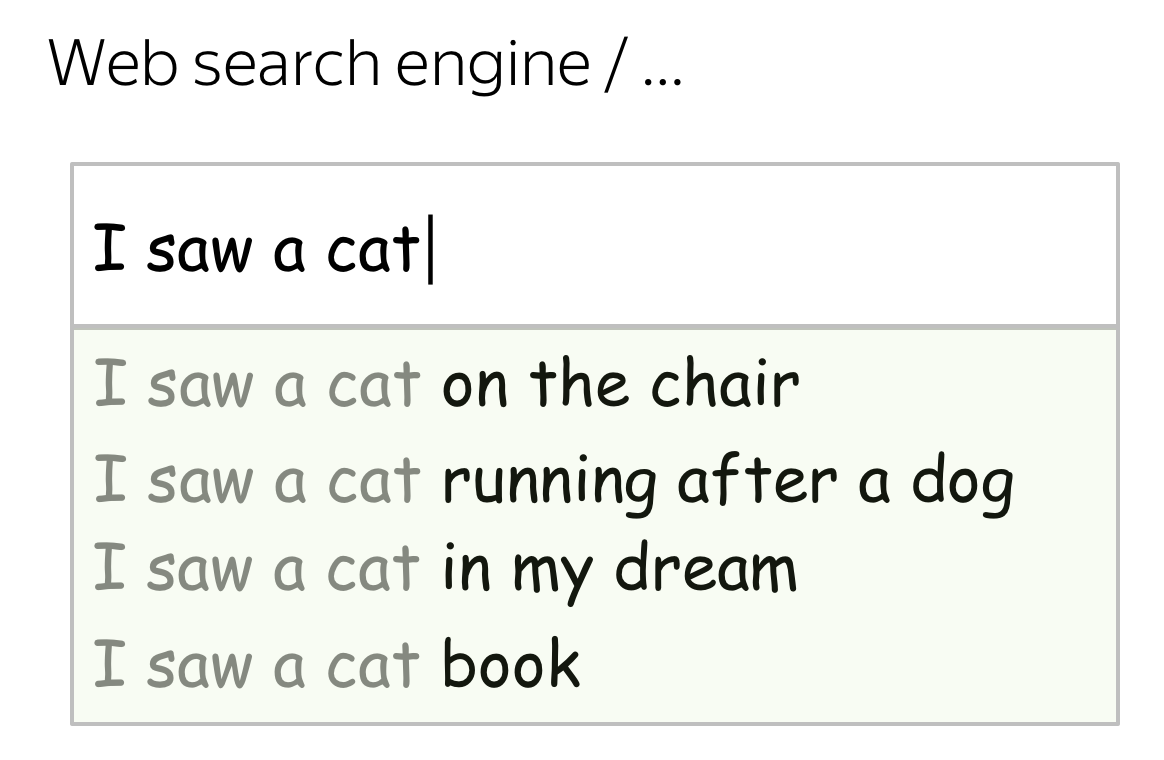 Web search engine / ...
I saw a cat
I saw a cat on the chair
I saw a cat running after a dog
I saw a cat in my dream
I saw a cat book